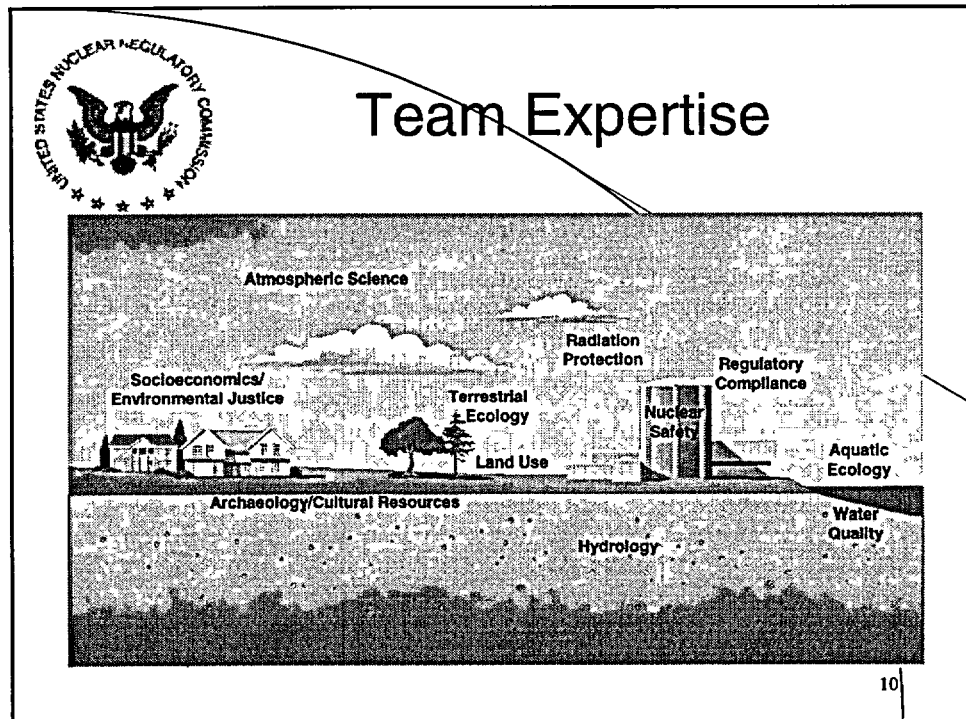 UNITED STATES NUCLEAR REGULATORY COMMISSION
Team Expertise
Atmospheric Science
Radiation
Protection
Regulatory
Compliance
Socioeconomics/
Environmental Justice
Terrestrial
Ecology
Nuclear
Safety
Land Use
Aquatic
Ecology
Archaeology/Cultural Resources
Water
Quality
Hydrology
10